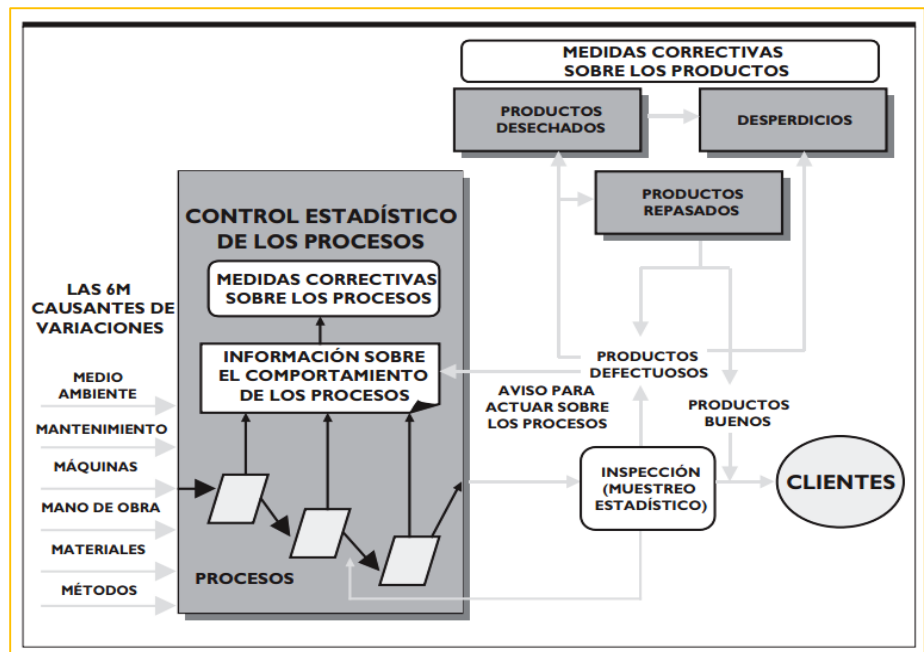 MEDIDAS CORRECTIVAS
SOBRE LOS PRODUCTOS
PRODUCTOS
DESECHADOS
DESPERDICIOS
PRODUCTOS
REPASADOS
CONTROL ESTADÍSTICO
DE LOS PROCESOS
MEDIDAS CORRECTIVAS
SOBRE LOS PROCESOS
INFORMACIÓN SOBRE
EL COMPORTAMIENTO
DE LOS PROCESOS
PROCESOS
LAS 6M
CAUSANTES DE
VARIACIONES
MEDIO
AMBIENTE
MANTENIMIENTO
MÁQUINAS
MANO DE OBRA
MATERIALES
MÉTODOS
PRODUCTOS
DEFECTUOSOS
AVISO PARA
ACTUAR SOBRE
LOS PROCESOS
PRODUCTOS
BUENOS
INSPECCIÓN
(MUESTREO
ESTADÍSTICO)
CLIENTES